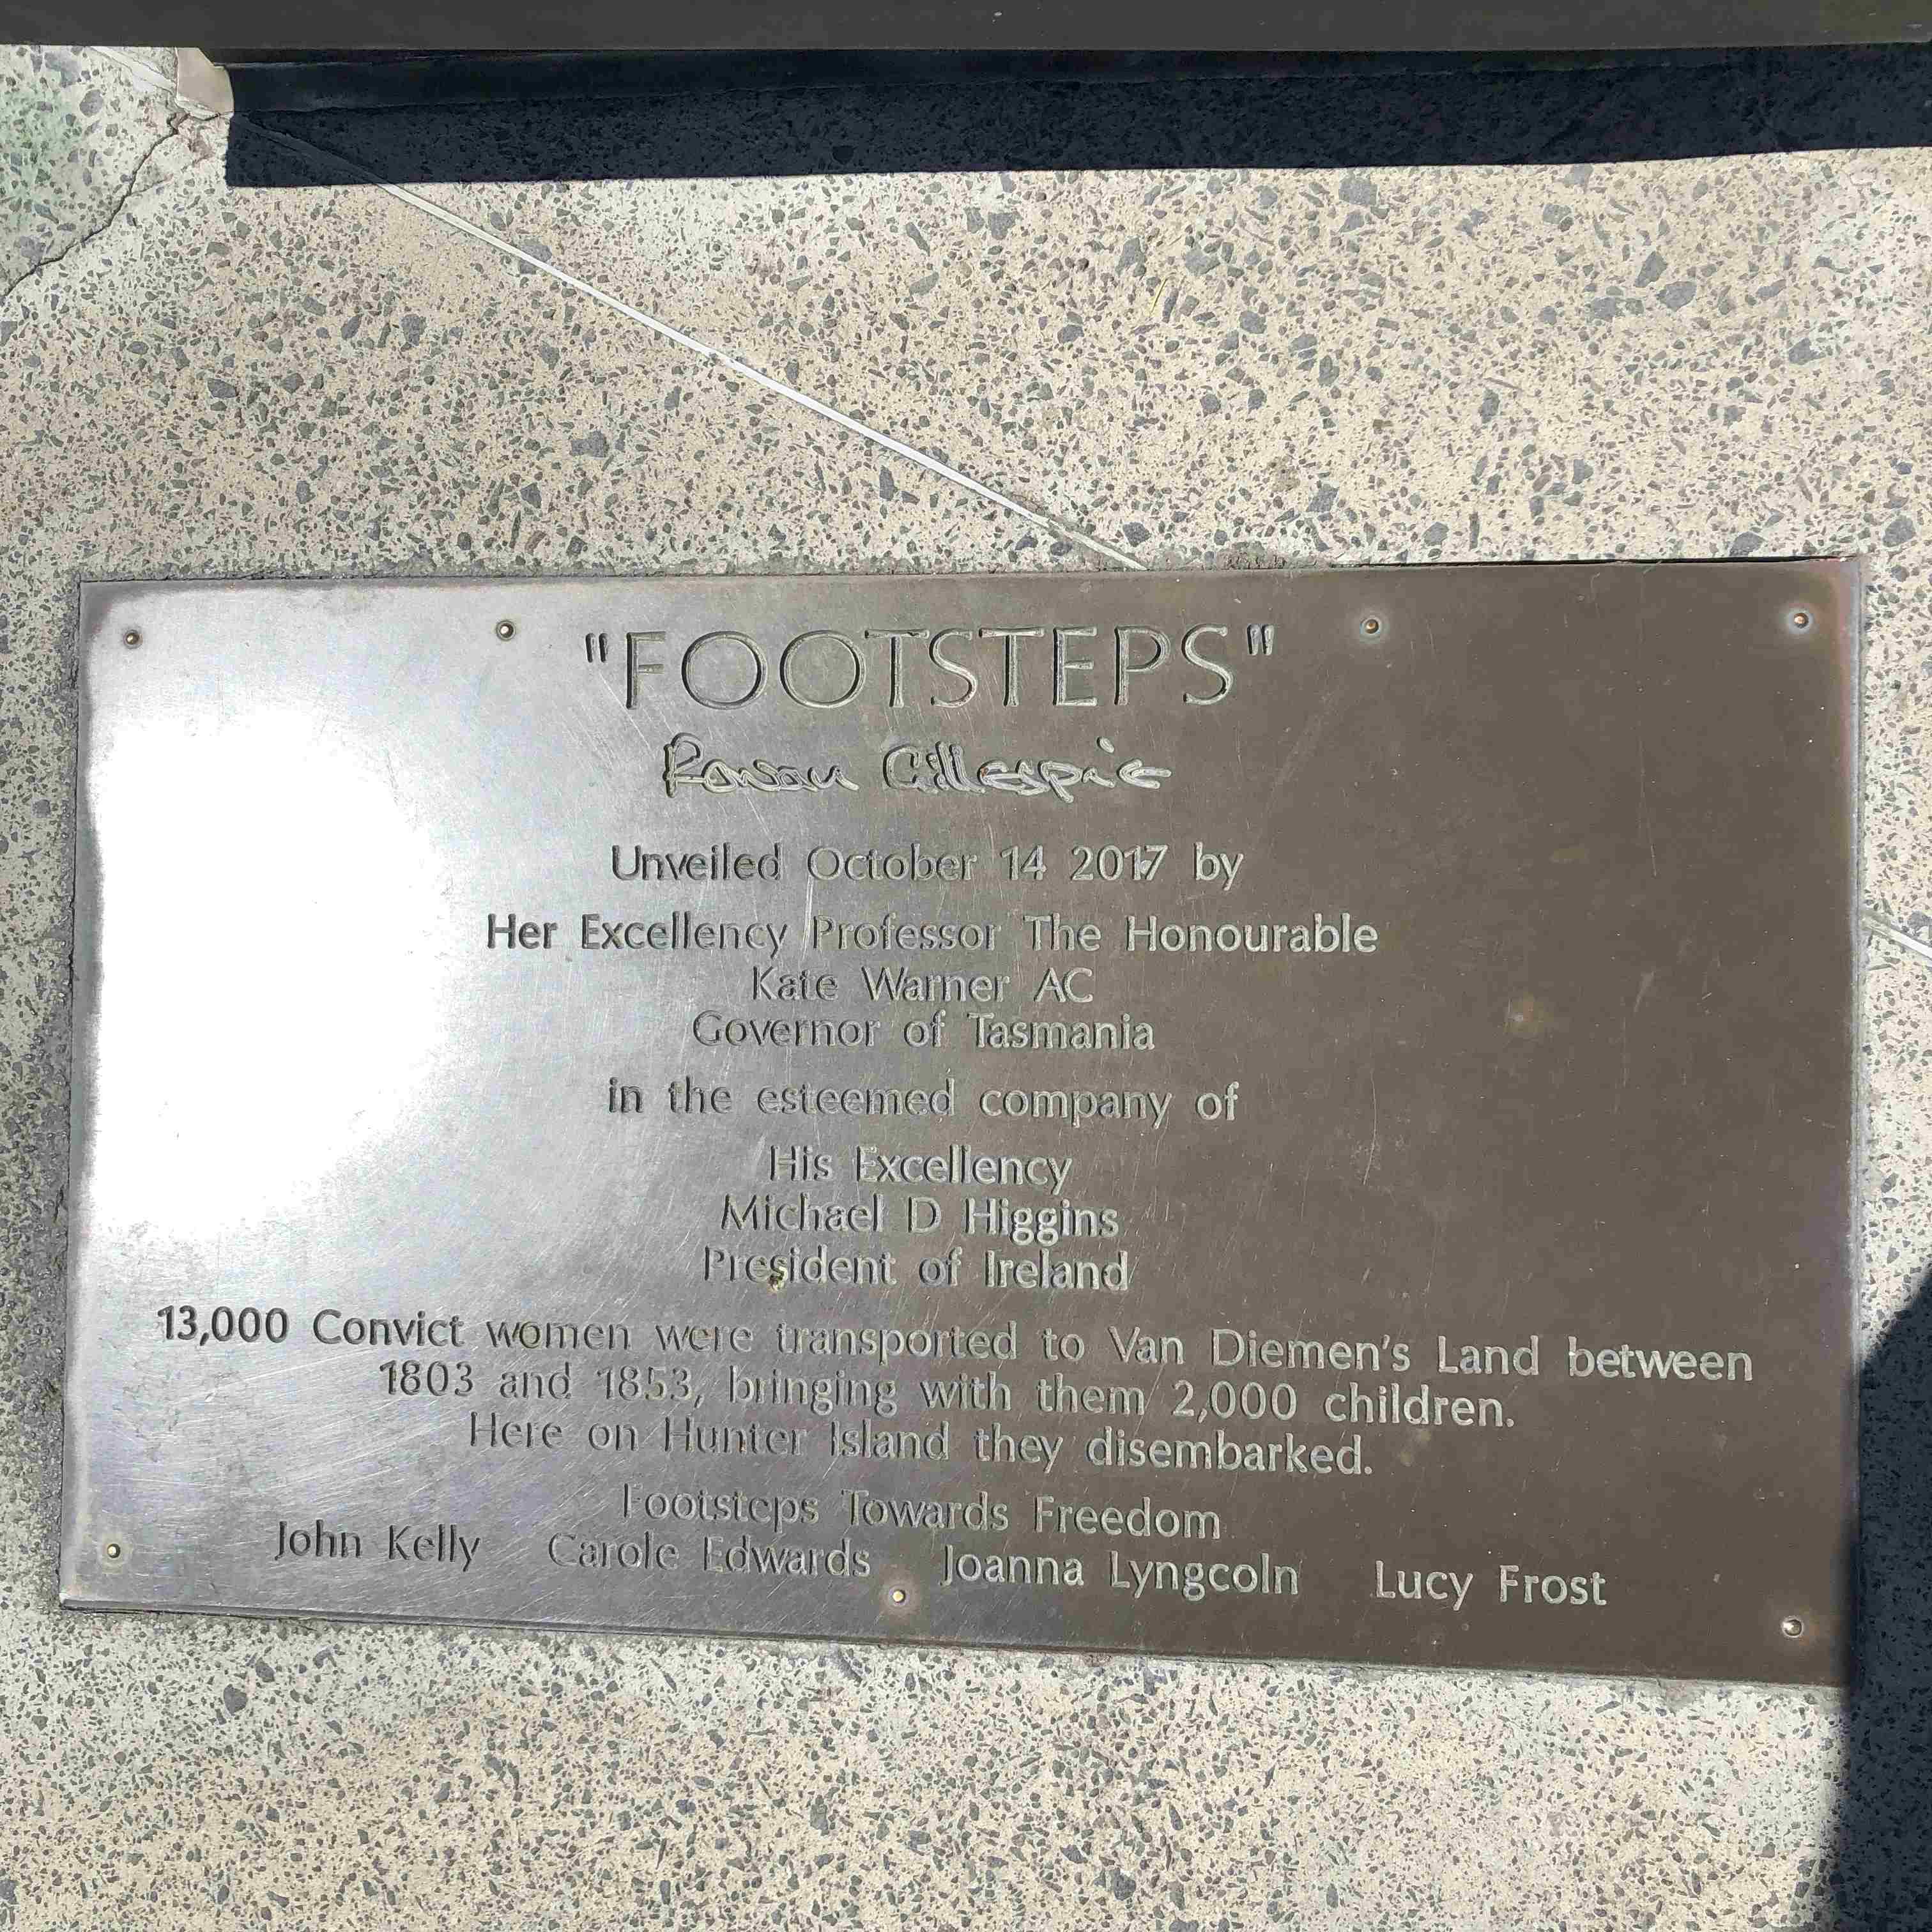 "FOOTSTEPS"
Rowan Gillespie
Unveiled October 14 2017 by
Her Excellency Professor The Honourable
Kate Warner AC
Governor of Tasmania
in the esteemed company of
His Excellency
Michael D Higgins
President of Ireland
13,000 Convict women were transported to Van Diemen's Land between
1803 and 1853, bringing with them 2,000 children.
Here on Hunter Island they disembarked.
Footsteps Towards Freedom
John Kelly Carole Edwards Joanna Lyngcoln Lucy Frost